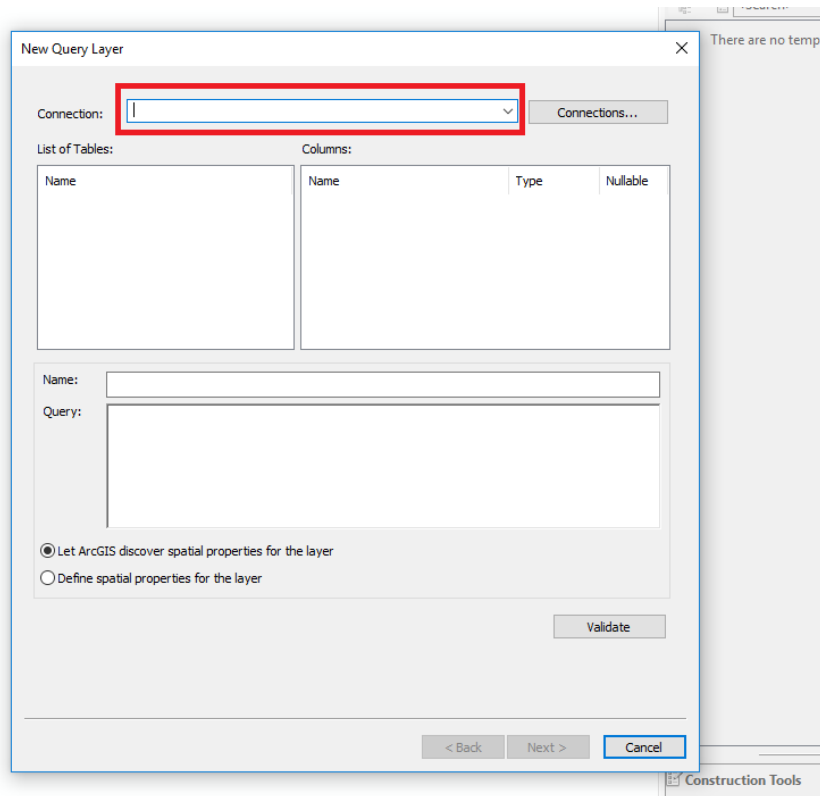 New Query Layer
There are no temp
Connection:
Connections...
List of Tables:
Columns:
Name
Name Type Nullable
Name:
Query:
Let ArcGIS discover spatial properties for the layer
Define spatial properties for the layer
Validate
< Back Next > Cancel
Construction Tools